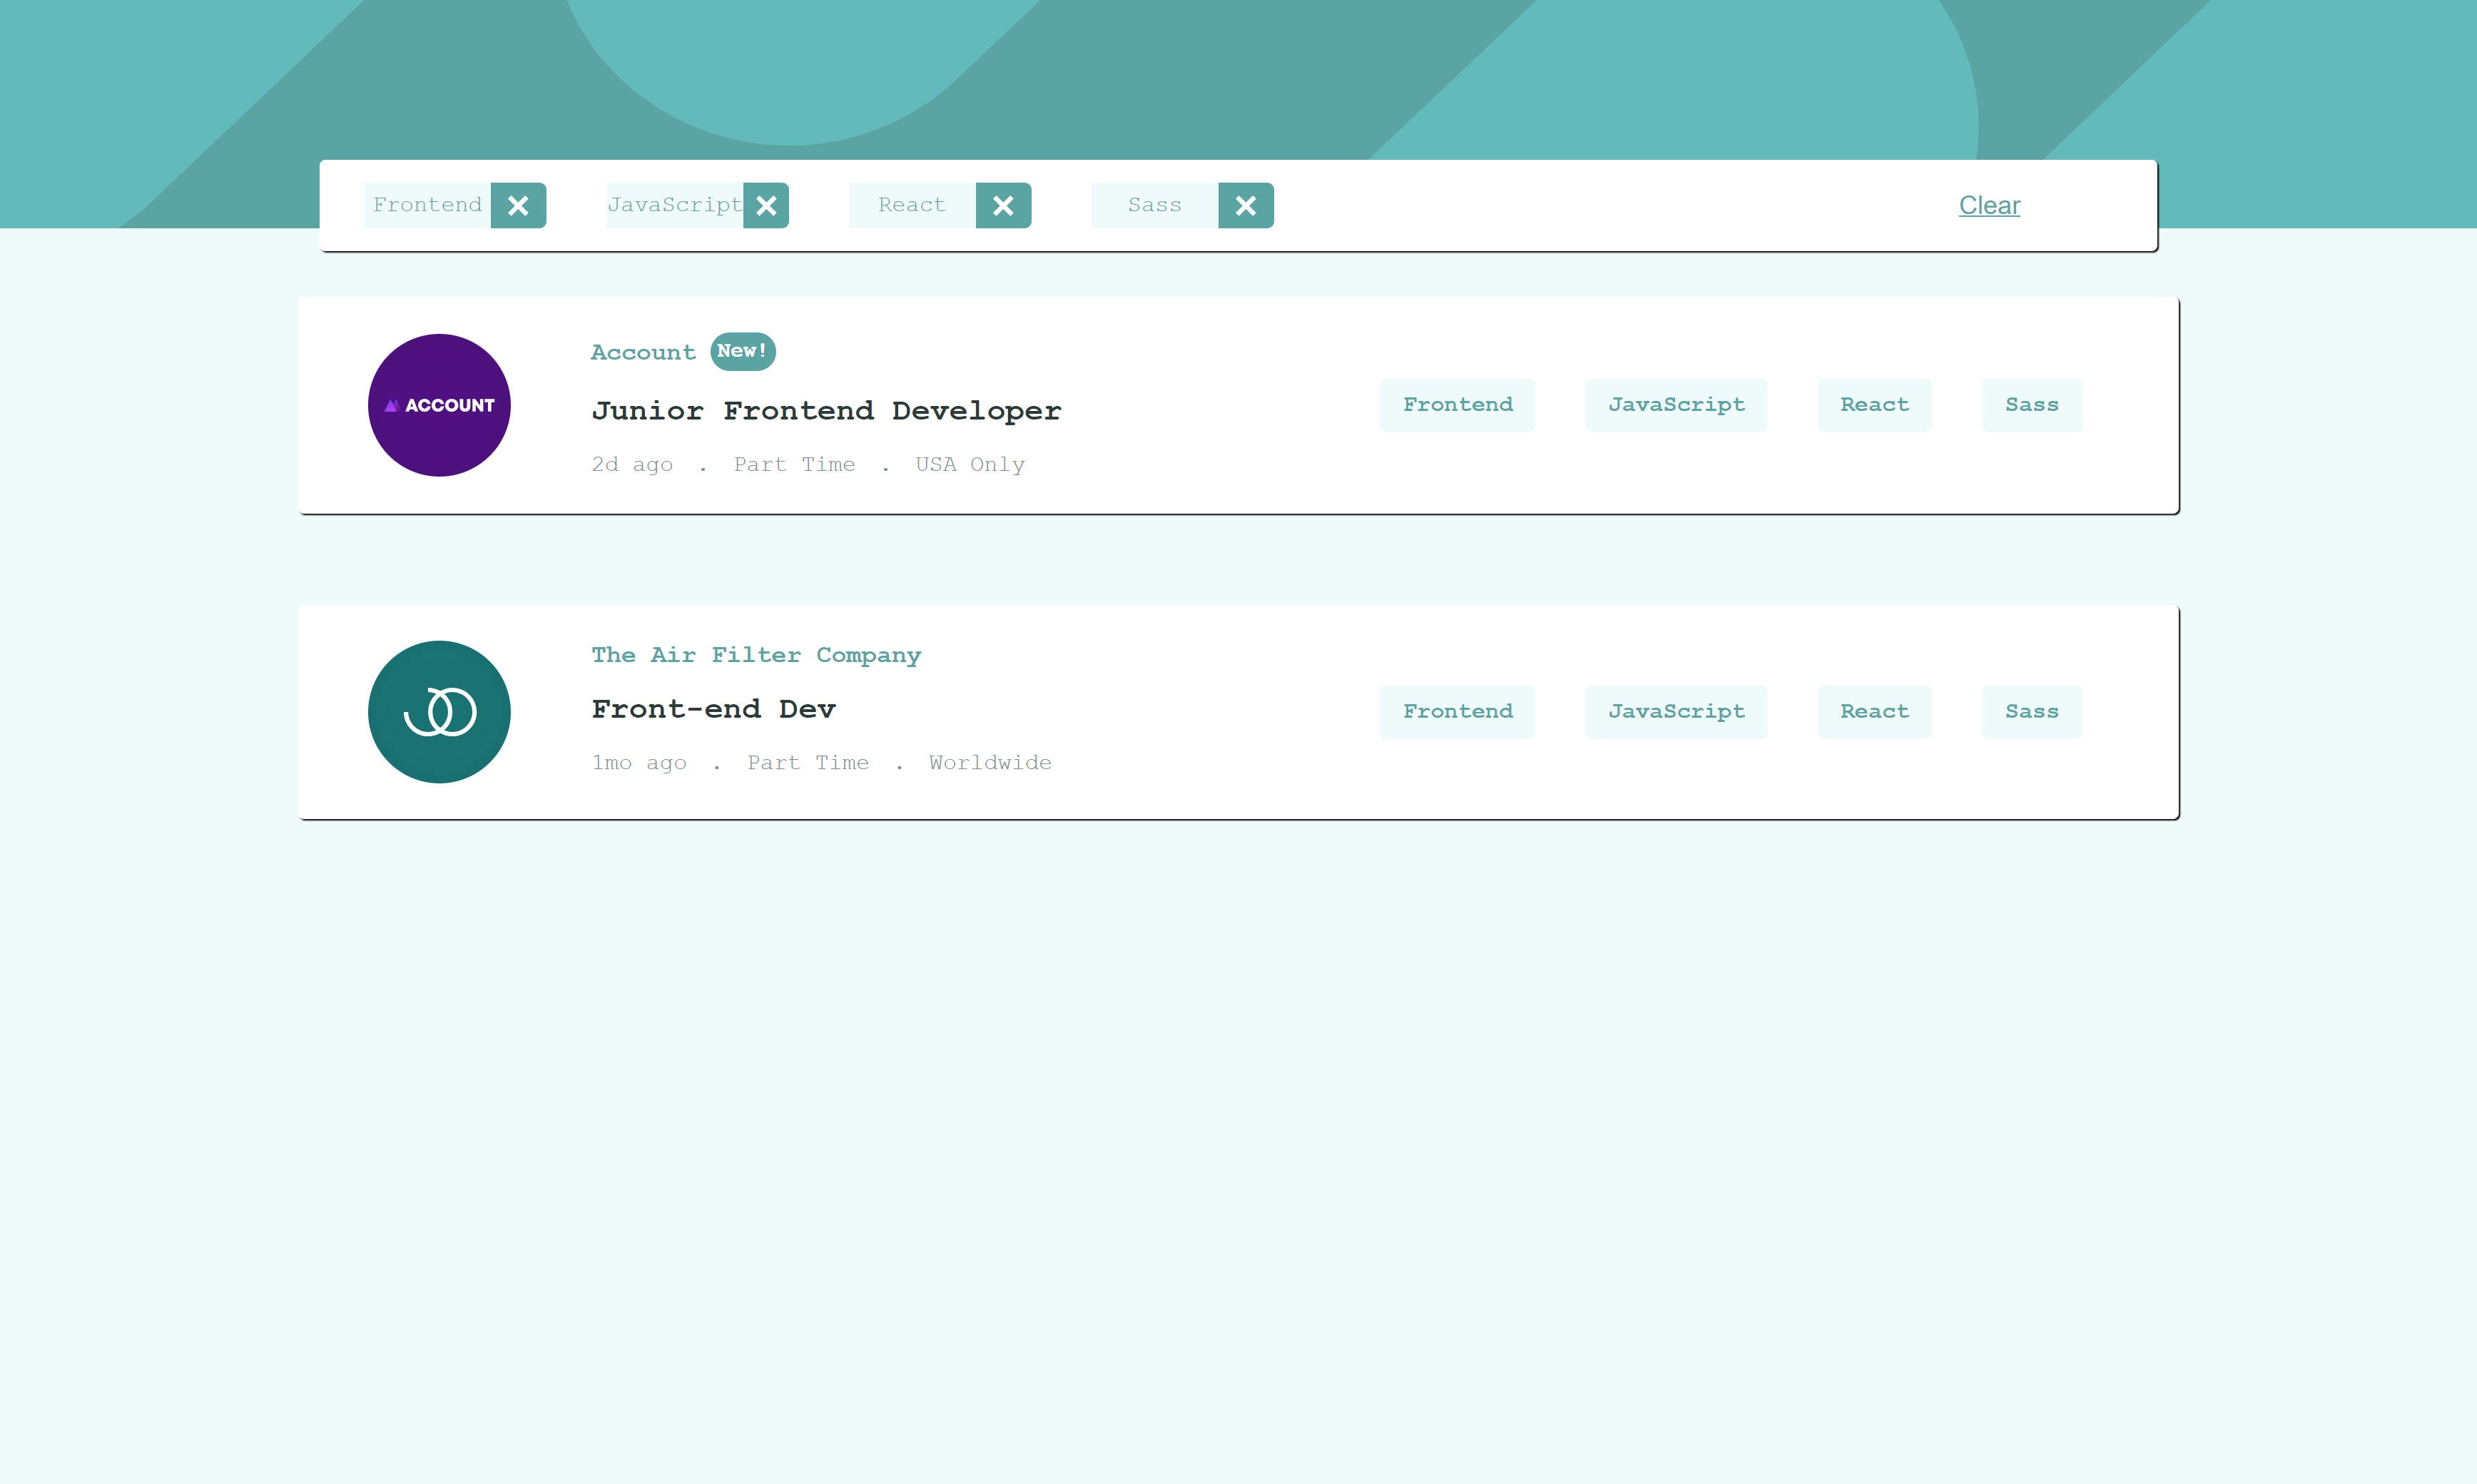 Frontend JavaScript React Sass Clear
Account New!
ACCOUNT
Junior Frontend Developer
Frontend JavaScript React Sass
2d ago . Part Time . USA Only
The Air Filter Company
Front-end Dev
Frontend JavaScript React Sass
1mo ago . Part Time . Worldwide